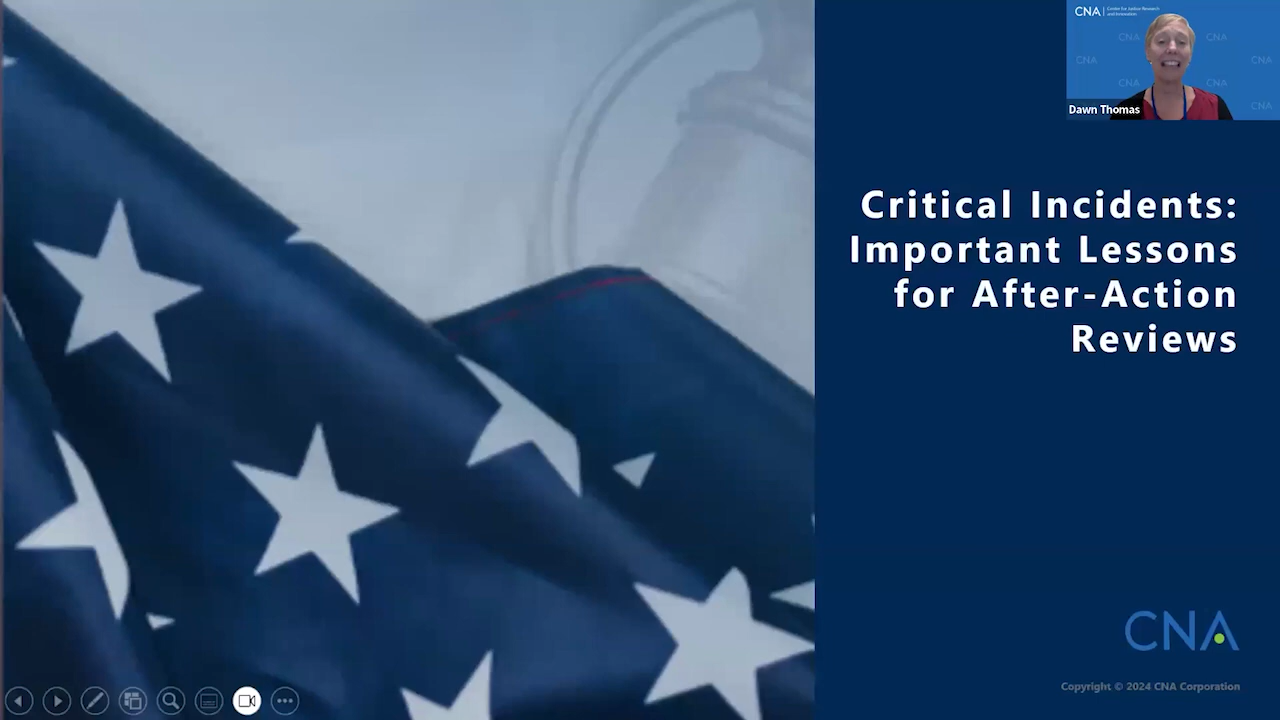 CNA | Center for Justice Research
and Innovation
CNA CNA
CNA CNA
CNA CNA
Dawn Thomas
Critical Incidents:
Important Lessons
for After-Action
Reviews
CNA
Copyright © 2024 CNA Corporation